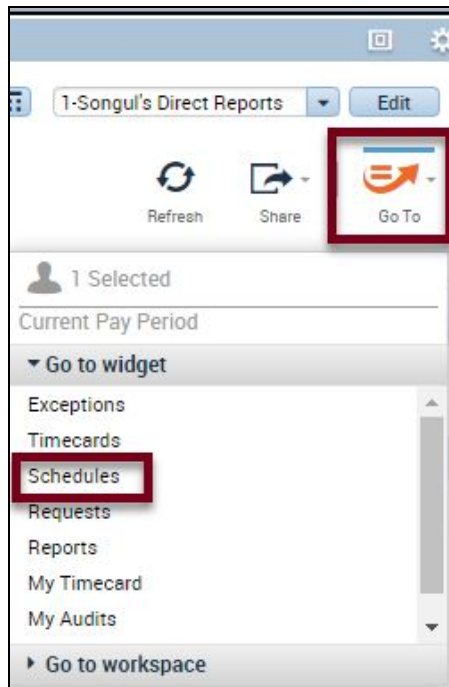 1-Songul's Direct Reports
Edit
Refresh
Share
Go To
1 Selected
Current Pay Period
Go to widget
Exceptions
Timecards
Schedules
Requests
Reports
My Timecard
My Audits
Go to workspace